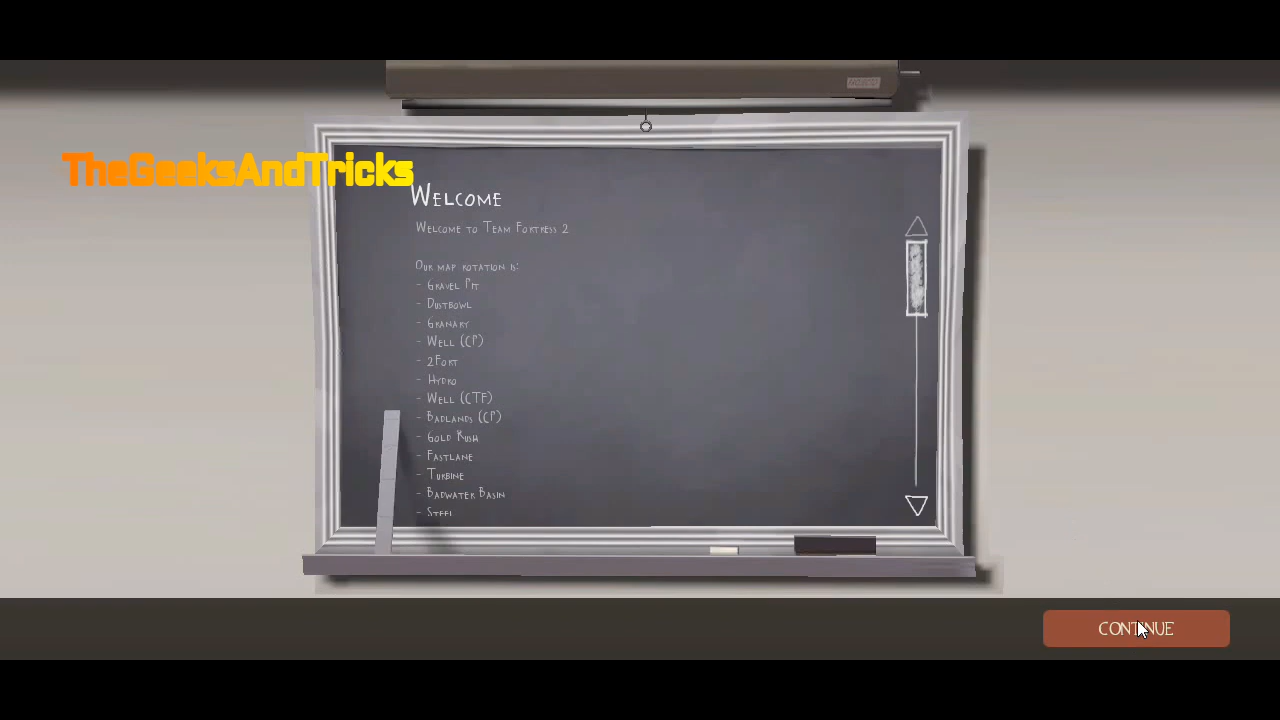 TheGeeksAndTricks
Welcome
Welcome to Team Fortress 2
Our map rotation is:
- Gravel Pit
- Dustbowl
- Granary
- Well (CP)
- 2Fort
- Hydro
- Well (CTF)
- Badlands (CP)
- Gold Rush
- Fastlane
- Turbine
- Badwater Basin
- Steel
CONTINUE